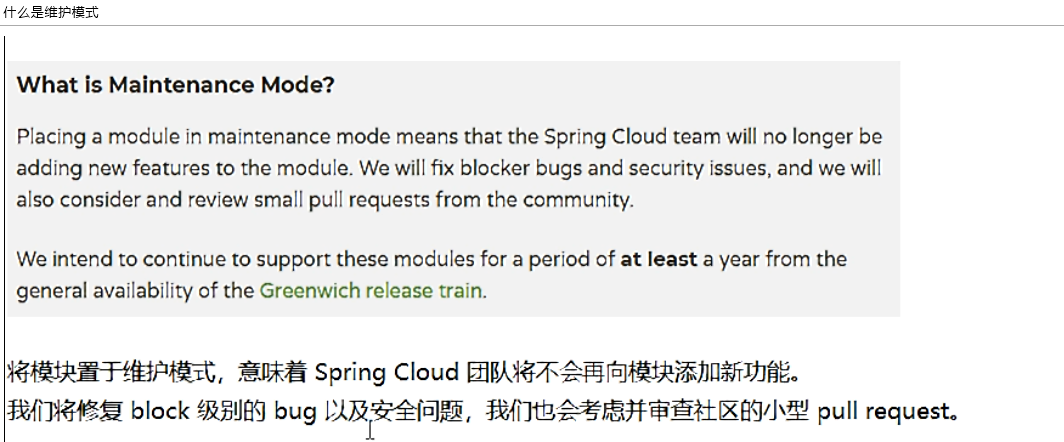 什么是维护模式
What is Maintenance Mode?
Placing a module in maintenance mode means that the Spring Cloud team will no longer be
adding new features to the module. We will fix blocker bugs and security issues, and we will
also consider and review small pull requests from the community.
We intend to continue to support these modules for a period of at least a year from the
general availability of the Greenwich release train.
将模块置于维护模式，意味着 Spring Cloud 团队将不会再向模块添加新功能。
我们将修复 block 级别的 bug 以及安全问题，我们也会考虑并审查社区的小型 pull request。